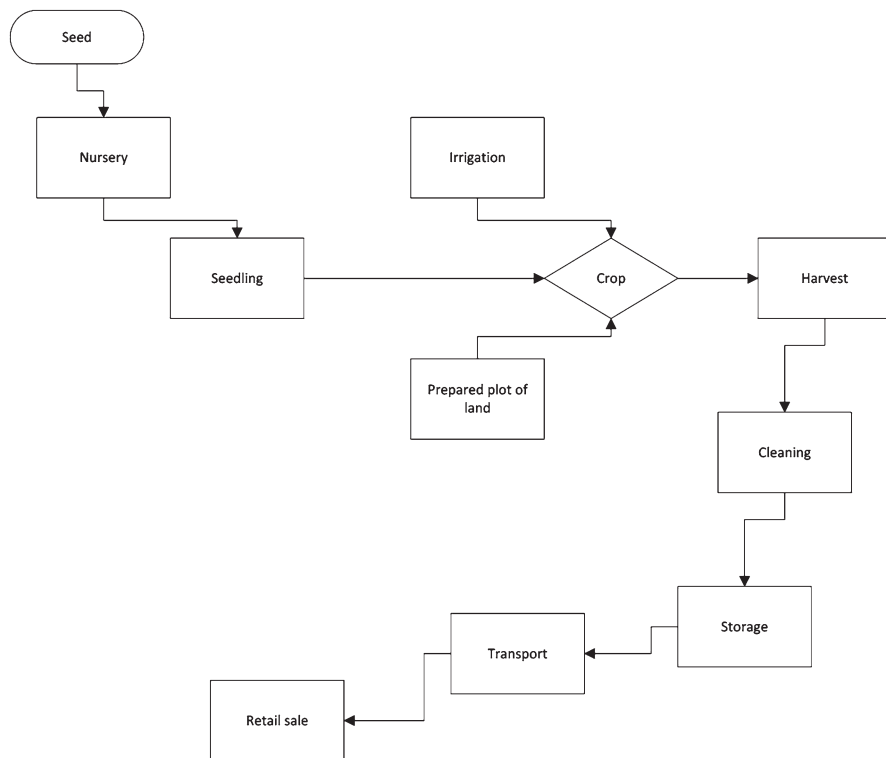 Seed
Nursery
Irrigation
Seedling
Crop
Harvest
Prepared plot of
land
Cleaning
Storage
Transport
Retail sale